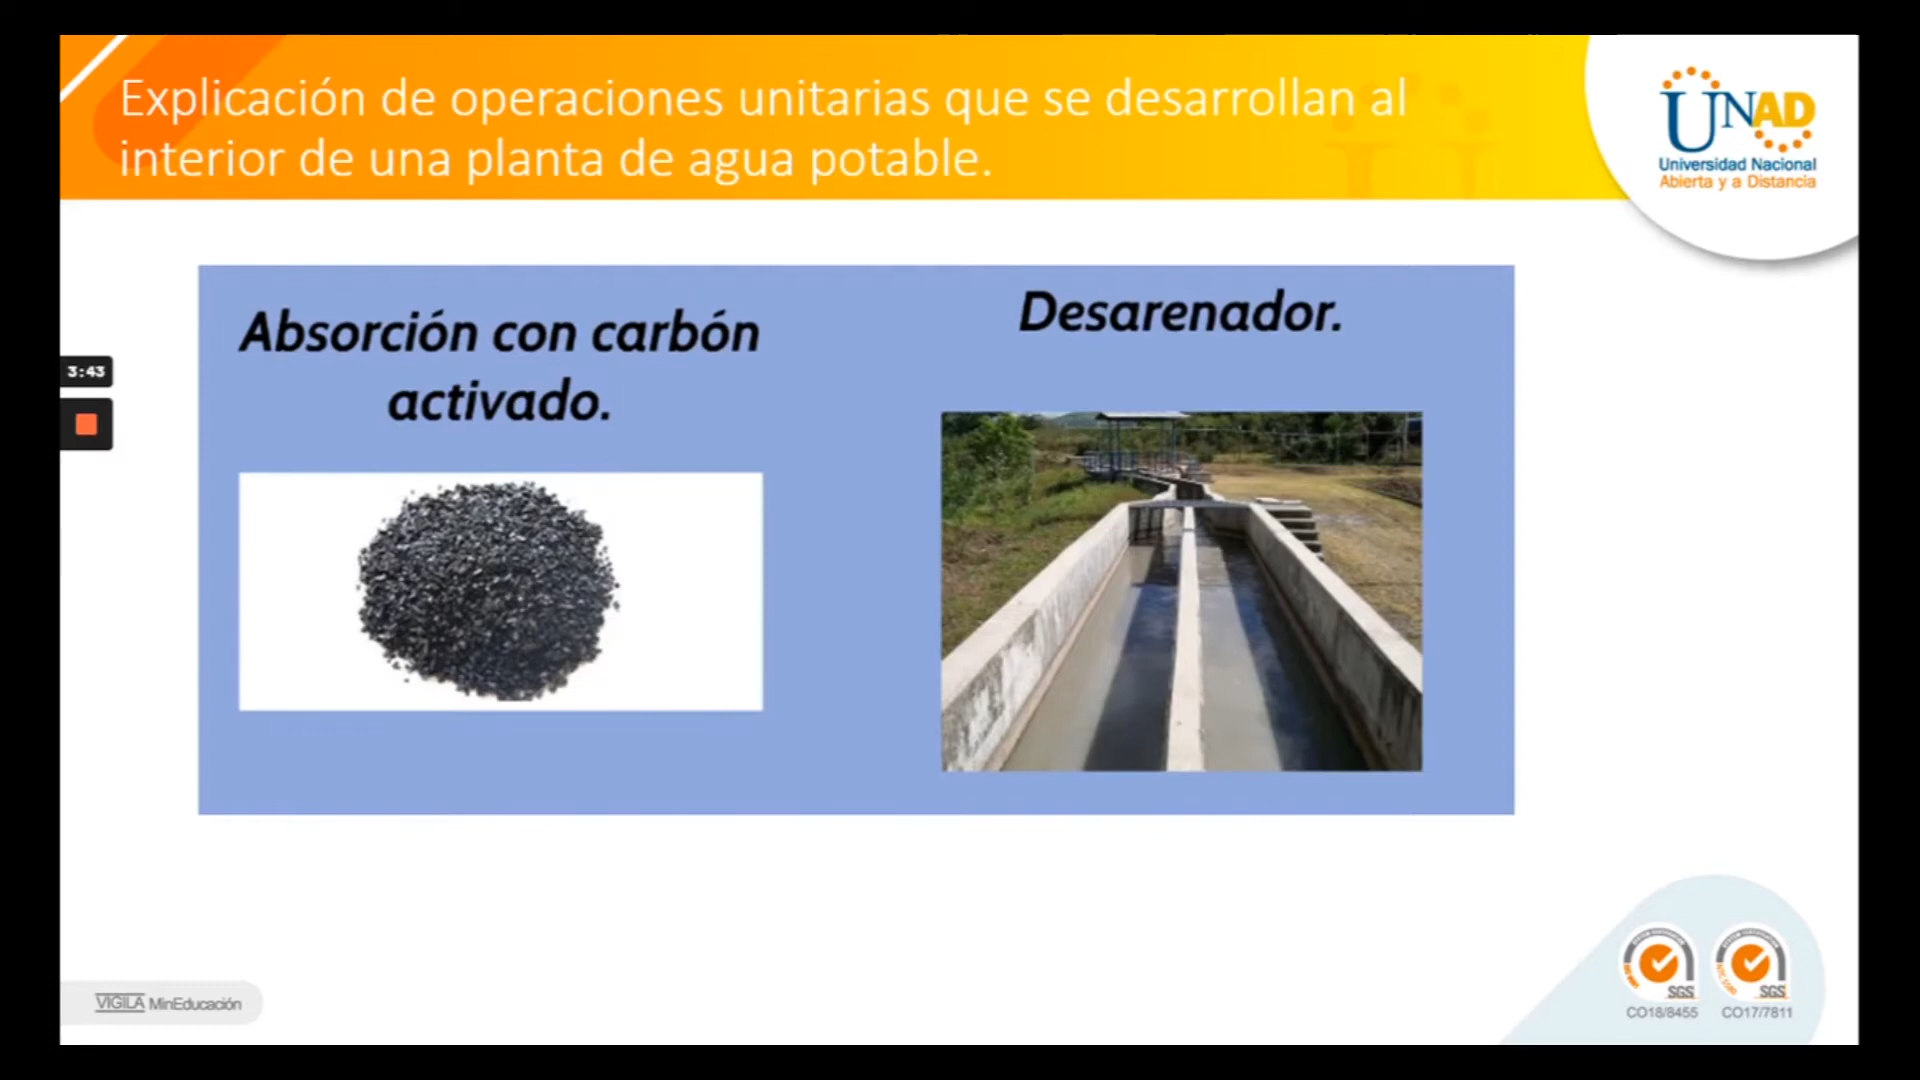 Explicación de operaciones unitarias que se desarrollan al
interior de una planta de agua potable.
UNAD
Universidad Nacional
Abierta y a Distancia
Absorción con carbón
activado.
Desarenador.
3:43
VIGILADA MinEducación
SGS
SGS
CO18/8455
CO17/7811